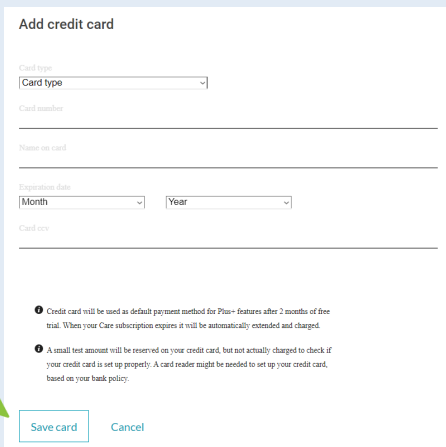 Add credit card
Card type
Card type
Card number
Name on card
Expiration date
Month Year
Card ccv
Credit card will be used as default payment method for Plus+ features after 2 months of free
trial. When your Care subscription expires it will be automatically extended and charged.
A small test amount will be reserved on your credit card, but not actually charged to check if
your credit card is set up properly. A card reader might be needed to set up your credit card,
based on your bank policy.
Save card Cancel